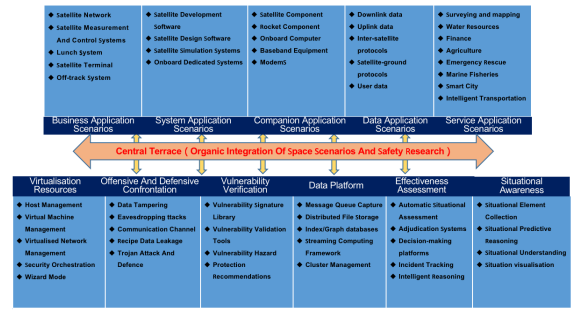 ◆ Satellite Network
◆ Satellite Measurement
And Control Systems
◆ Lunch System
◆ Satellite Terminal
◆ Off-track System
Business Application
Scenarios
◆ Satellite Development
Software
◆ Satellite Design Software
◆ Satellite Simulation Systems
◆ Onboard Dedicated Systems
System Application
Scenarios
◆ Satellite Component
◆ Rocket Component
◆ Onboard Computer
◆ Baseband Equipment
◆ ModemS
Companion Application
Scenarios
◆ Downlink data
◆ Uplink data
◆ Inter-satellite
protocols
◆ Satellite-ground
protocols
◆ User data
Data Application
Scenarios
◆ Surveying and mapping
◆ Water Resources
◆ Finance
◆ Agriculture
◆ Emergency Rescue
◆ Marine Fisheries
◆ Smart City
◆ Intelligent Transportation
Service Application
Scenarios
Central Terrace ( Organic Integration Of Space Scenarios And Safety Research )
Virtualisation
Resources
◆ Host Management
◆ Virtual Machine
Management
◆ Virtualised Network
Management
◆ Security Orchestration
◆ Wizard Mode
Offensive And Defensive
Confrontation
◆ Data Tampering
◆ Eavesdropping ttacks
◆ Communication Channel
◆ Recipe Data Leakage
◆ Trojan Attack And
Defence
Vulnerability
Verification
◆ Vulnerability Signature
Library
◆ Vulnerability Validation
Tools
◆ Vulnerability Hazard
◆ Protection
Recommendations
Data Platform
◆ Message Queue Capture
◆ Distributed File Storage
◆ Index/Graph databases
◆ Streaming Computing
Framework
◆ Cluster Management
Effectiveness
Assessment
◆ Automatic Situational
Assessment
◆ Adjudication Systems
◆ Decision-making
platforms
◆ Incident Tracking
◆ Intelligent Reasoning
Situational
Awareness
◆ Situational Element
Collection
◆ Situational Predictive
Reasoning
◆ Situational Understanding
◆ Situation visualisation